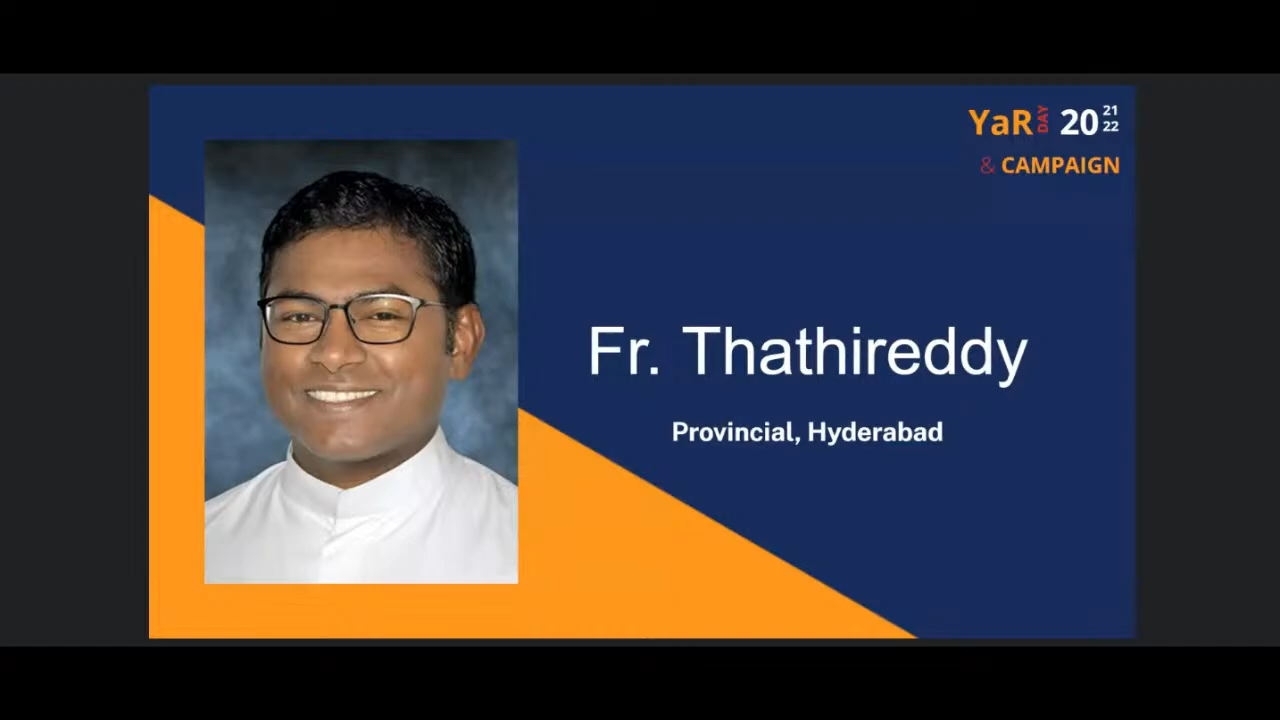 YaR DAY 20 21 22
& CAMPAIGN
Fr. Thathireddy
Provincial, Hyderabad